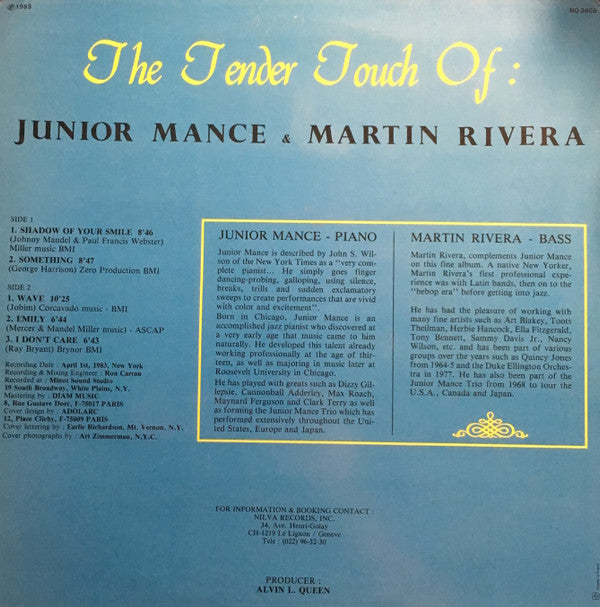 ℗ 1983
NQ 3405
The Tender Touch Of :
JUNIOR MANCE & MARTIN RIVERA
SIDE 1
1. SHADOW OF YOUR SMILE 8'46
(Johnny Mandel & Paul Francis Webster)
Miller music BMI
2. SOMETHING 8'47
(George Harrison) Zero Production BMI
SIDE 2
1. WAVE 10'25
(Jobim) Corcavado music - BMI
2. EMILY 6'44
(Mercer & Mandel Miller music) - ASCAP
3. I DON'T CARE 6'43
(Ray Bryant) Brynor BMI
Recording Date : April 1st, 1983, New York
Recording & Mixing Engineer : Ron Carran
Recorded at : Minot Sound Studio
19 South Broadway, White Plains, N.Y.
Mastering by : DIAM MUSIC
8, Rue Gustave Doré, F-75017 PARIS
Cover design by : ADOLARC
12, Place Clichy, F-75009 PARIS
Cover lettering by : Earlie Richardson, Mt. Vernon, N.Y.
Cover photographs by : Art Zimmerman, N.Y.C.
JUNIOR MANCE - PIANO
Junior Mance is described by John S. Wil-
son of the New York Times as a "very com-
plete pianist... He simply goes finger
dancing-probing, galloping, using silence,
breaks, trills and sudden exclamatory
sweeps to create performances that are vivid
with color and excitement".
Born in Chicago, Junior Mance is an
accomplished jazz pianist who discovered at
a very early age that music came to him
naturally. He developed this talent already
working professionally at the age of thir-
teen, as well as majoring in music later at
Roosevelt University in Chicago.
He has played with greats such as Dizzy Gil-
lepsie, Cannonball Adderley, Max Roach,
Maynard Ferguson and Clark Terry as well
as forming the Junior Mance Trio which has
performed extensively throughout the Uni-
ted States, Europe and Japan.
MARTIN RIVERA - BASS
Martin Rivera, complements Junior Mance
on this fine album. A native New Yorker,
Martin Rivera's first professional expe-
rience was with Latin bands, then on to the
"bebop era" before getting into jazz.
He has had the pleasure of working with
many fine artists such as Art Blakey, Toots
Theilman, Herbie Hancock, Ella Fitzgerald,
Tony Bennett, Sammy Davis Jr., Nancy
Wilson, etc. and has been part of various
groups over the years such as Quincy Jones
from 1964-5 and the Duke Ellington Orches-
tra in 1977. He has also been part of the
Junior Mance Trio from 1968 to tour the
U.S.A., Canada and Japan.
FOR INFORMATION & BOOKING CONTACT :
NILVA RECORDS, INC.
34, Ave. Henri-Golay
CH-1219 Le Lignon / Geneve
Tele : (022) 96-32-30
PRODUCER :
ALVIN L. QUEEN